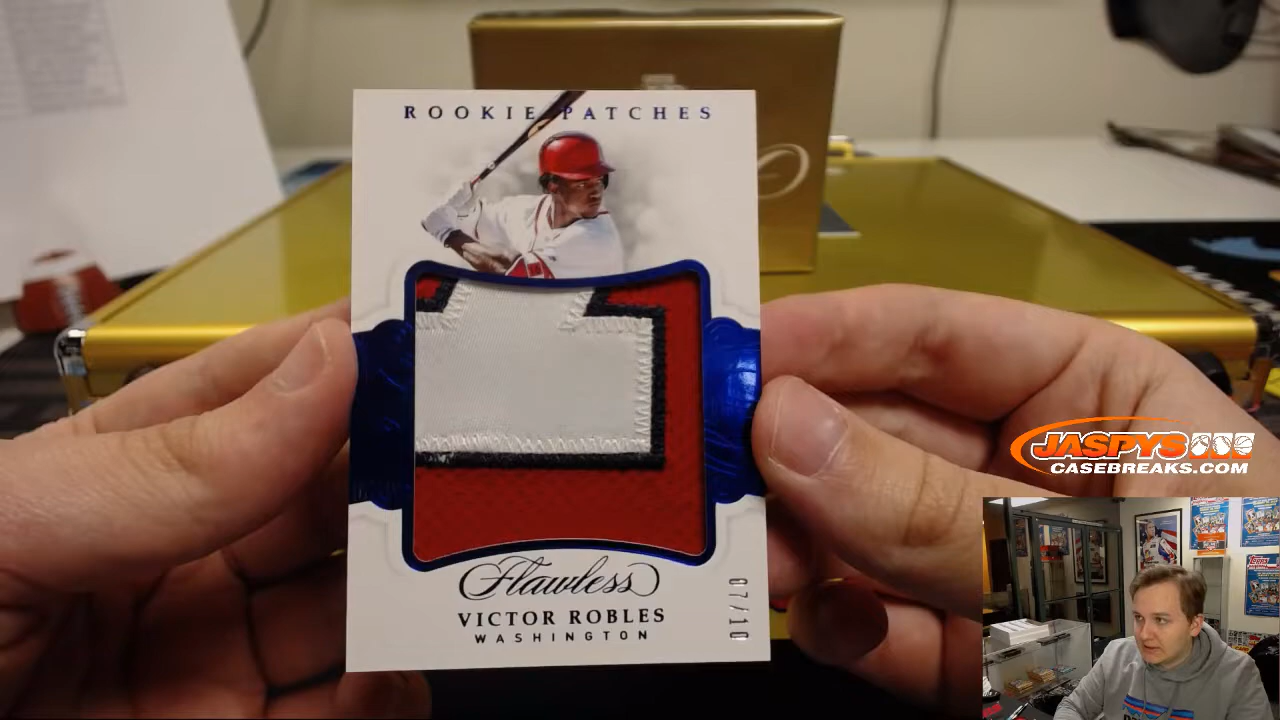 ROOKIE PATCHES
Flawless
VICTOR ROBLES
WASHINGTON
07/10
JASPYS
CASEBREAKS.COM